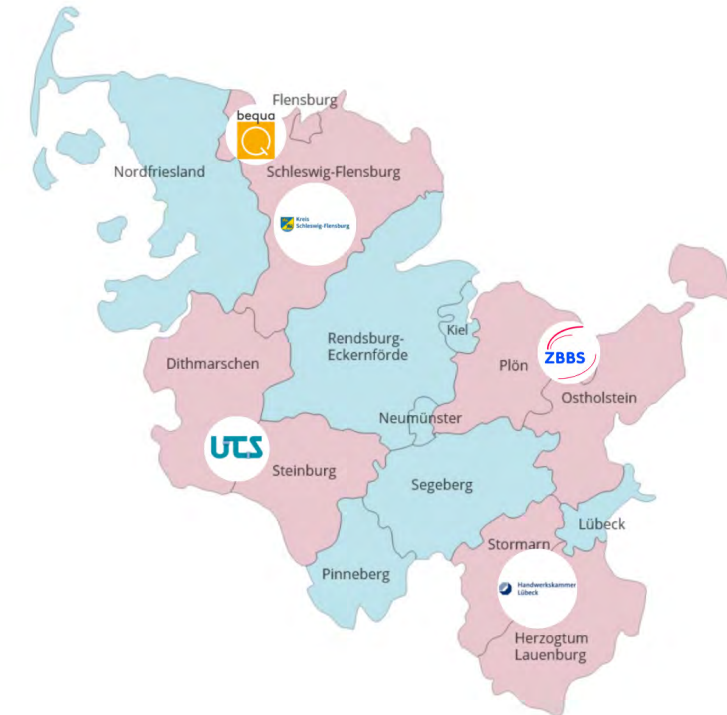 Flensburg
bequa
Nordfriesland
Schleswig-Flensburg
Kreis
Schleswig-Flensburg
Rendsburg-
Eckernförde
Kiel
Dithmarschen
Plön
ZBBS
Ostholstein
Neumünster
UTS
Steinburg
Segeberg
Lübeck
Stormarn
Pinneberg
Handwerkskammer
Lübeck
Herzogtum
Lauenburg